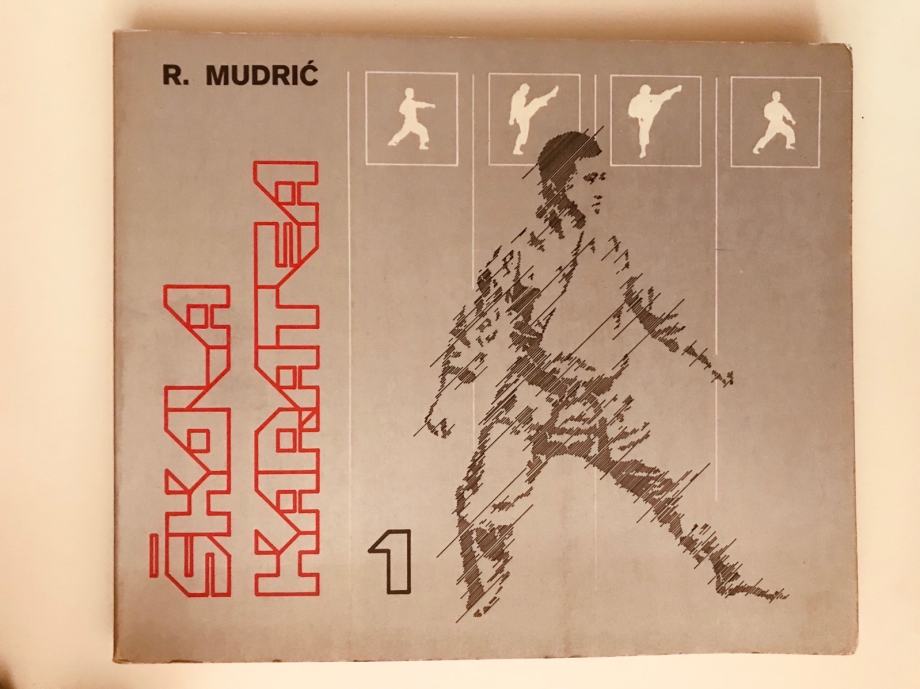 R. MUDRIĆ
ŠKOLA
KARATEA
1